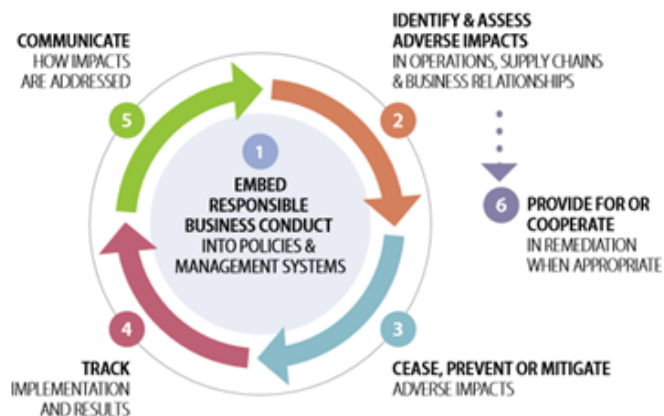 COMMUNICATE
HOW IMPACTS
ARE ADDRESSED
5
IDENTIFY & ASSESS
ADVERSE IMPACTS
IN OPERATIONS, SUPPLY CHAINS
& BUSINESS RELATIONSHIPS
2
1
EMBED
RESPONSIBLE
BUSINESS CONDUCT
INTO POLICIES &
MANAGEMENT SYSTEMS
6
PROVIDE FOR OR
COOPERATE
IN REMEDIATION
WHEN APPROPRIATE
4
TRACK
IMPLEMENTATION
AND RESULTS
3
CEASE, PREVENT OR MITIGATE
ADVERSE IMPACTS